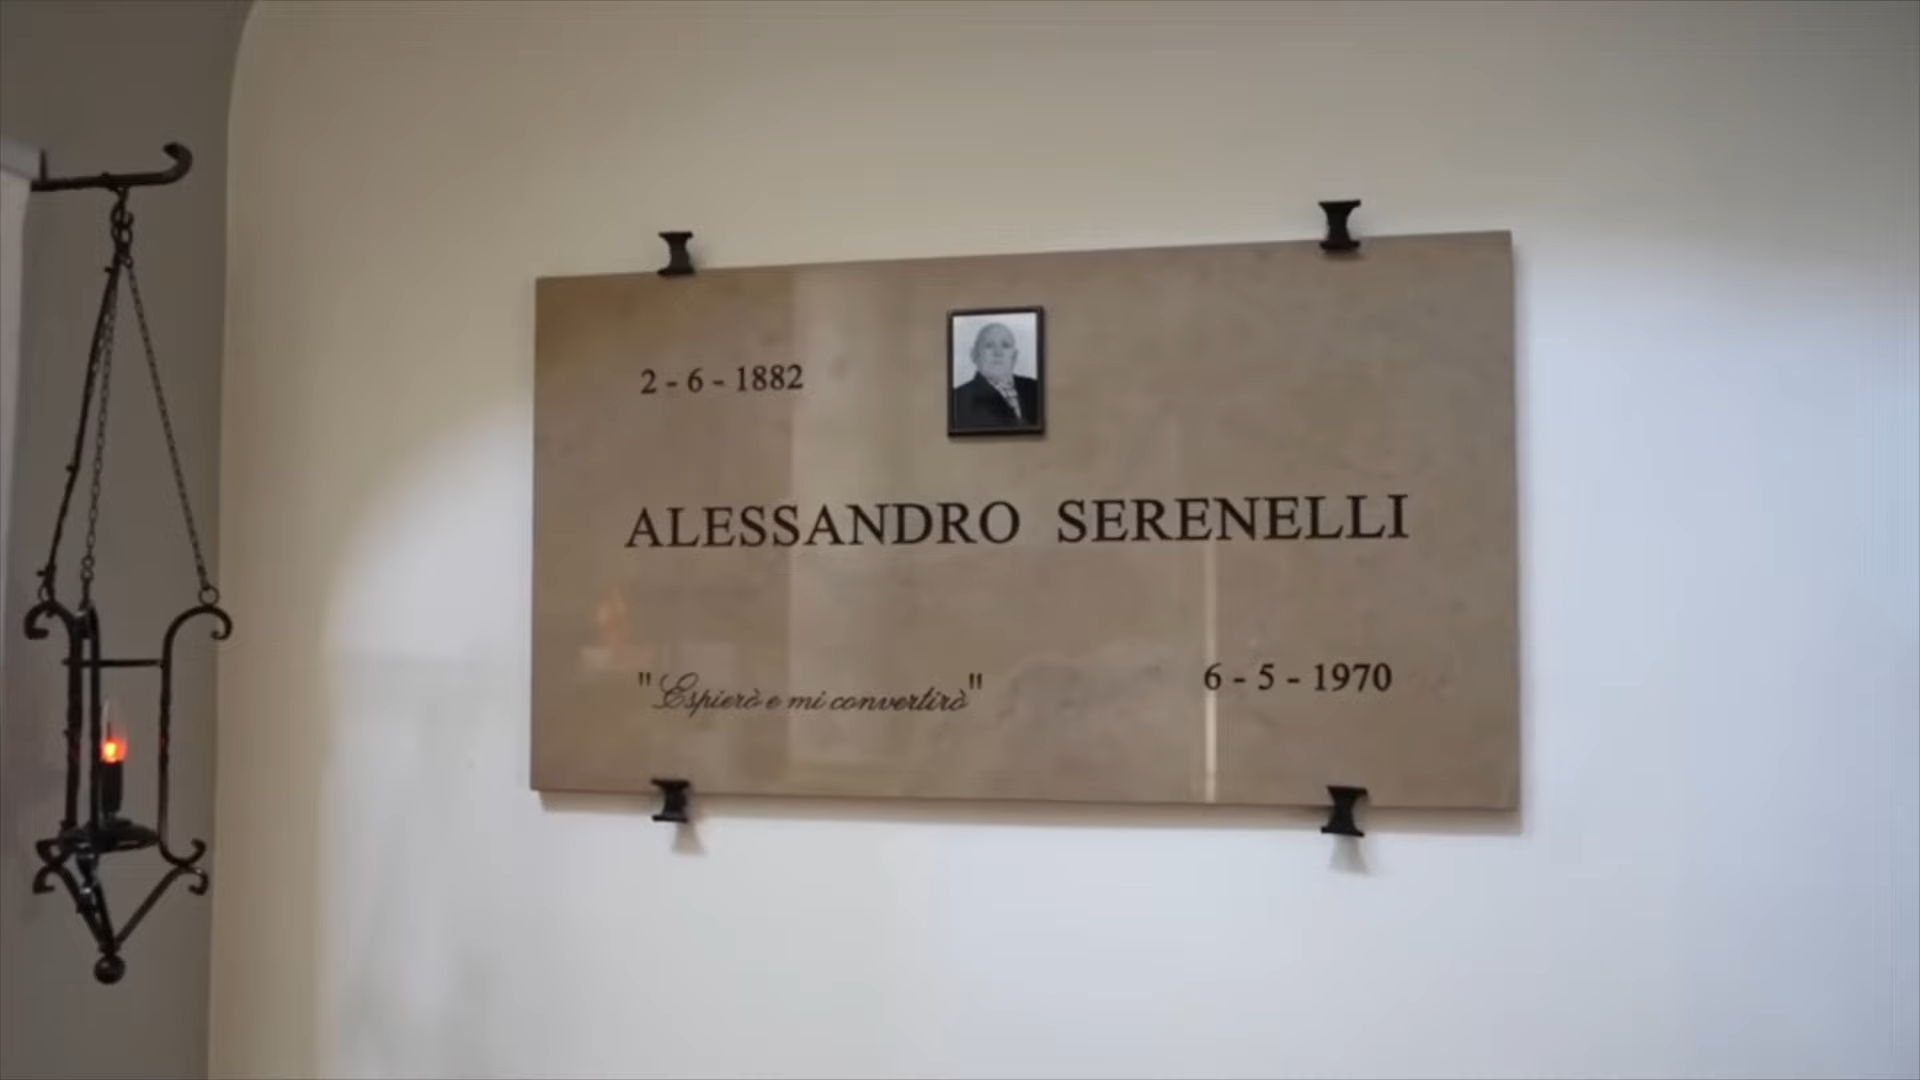 2 - 6 - 1882
ALESSANDRO SERENELLI
"Espierò e mi convertirò"
6 - 5 - 1970